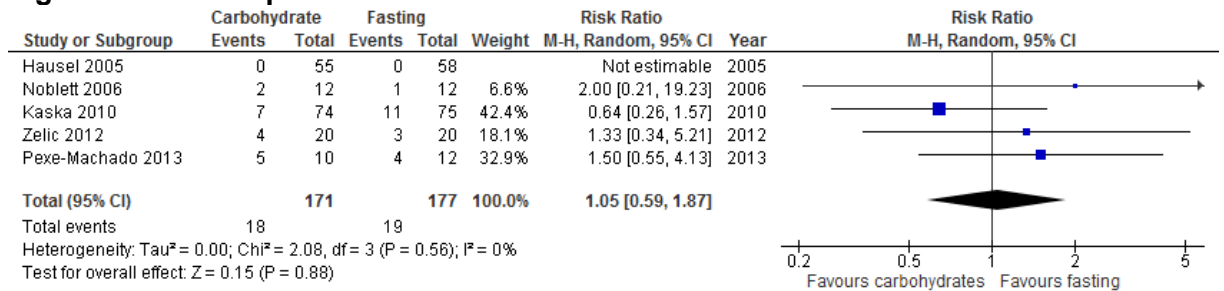 Carbohydrate Fasting Risk Ratio Risk Ratio
Study or Subgroup Events Total Events Total Weight M-H, Random, 95% CI Year M-H, Random, 95% CI
Hausel 2005 0 55 0 58 Not estimable 2005
Noblett 2006 2 12 1 12 6.6% 2.00 [0.21, 19.23] 2006
Kaska 2010 7 74 11 75 42.4% 0.64 [0.26, 1.57] 2010
Zelic 2012 4 20 3 20 18.1% 1.33 [0.34, 5.21] 2012
Pexe-Machado 2013 5 10 4 12 32.9% 1.50 [0.55, 4.13] 2013
Total (95% CI) 171 177 100.0% 1.05 [0.59, 1.87]
Total events 18 19
Heterogeneity: Tau² = 0.00; Chi² = 2.08, df = 3 (P = 0.56); I² = 0%
Test for overall effect: Z = 0.15 (P = 0.88)
0.2 0.5 1 2 5
Favours carbohydrates Favours fasting